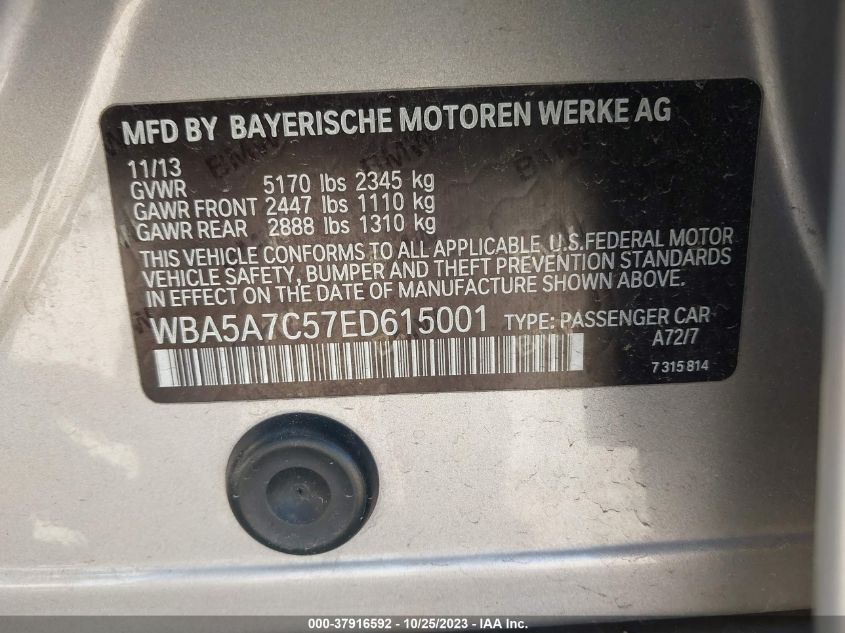 MFD BY BAYERISCHE MOTOREN WERKE AG
11/13
GVWR 5170 lbs 2345 kg
GAWR FRONT 2447 lbs 1110 kg
GAWR REAR 2888 lbs 1310 kg
THIS VEHICLE CONFORMS TO ALL APPLICABLE U.S.FEDERAL MOTOR
VEHICLE SAFETY, BUMPER AND THEFT PREVENTION STANDARDS
IN EFFECT ON THE DATE OF MANUFACTURE SHOWN ABOVE.
WBA5A7C57ED615001 TYPE: PASSENGER CAR
A72/7
7 315 814
000-37916592 - 10/25/2023 - IAA Inc.